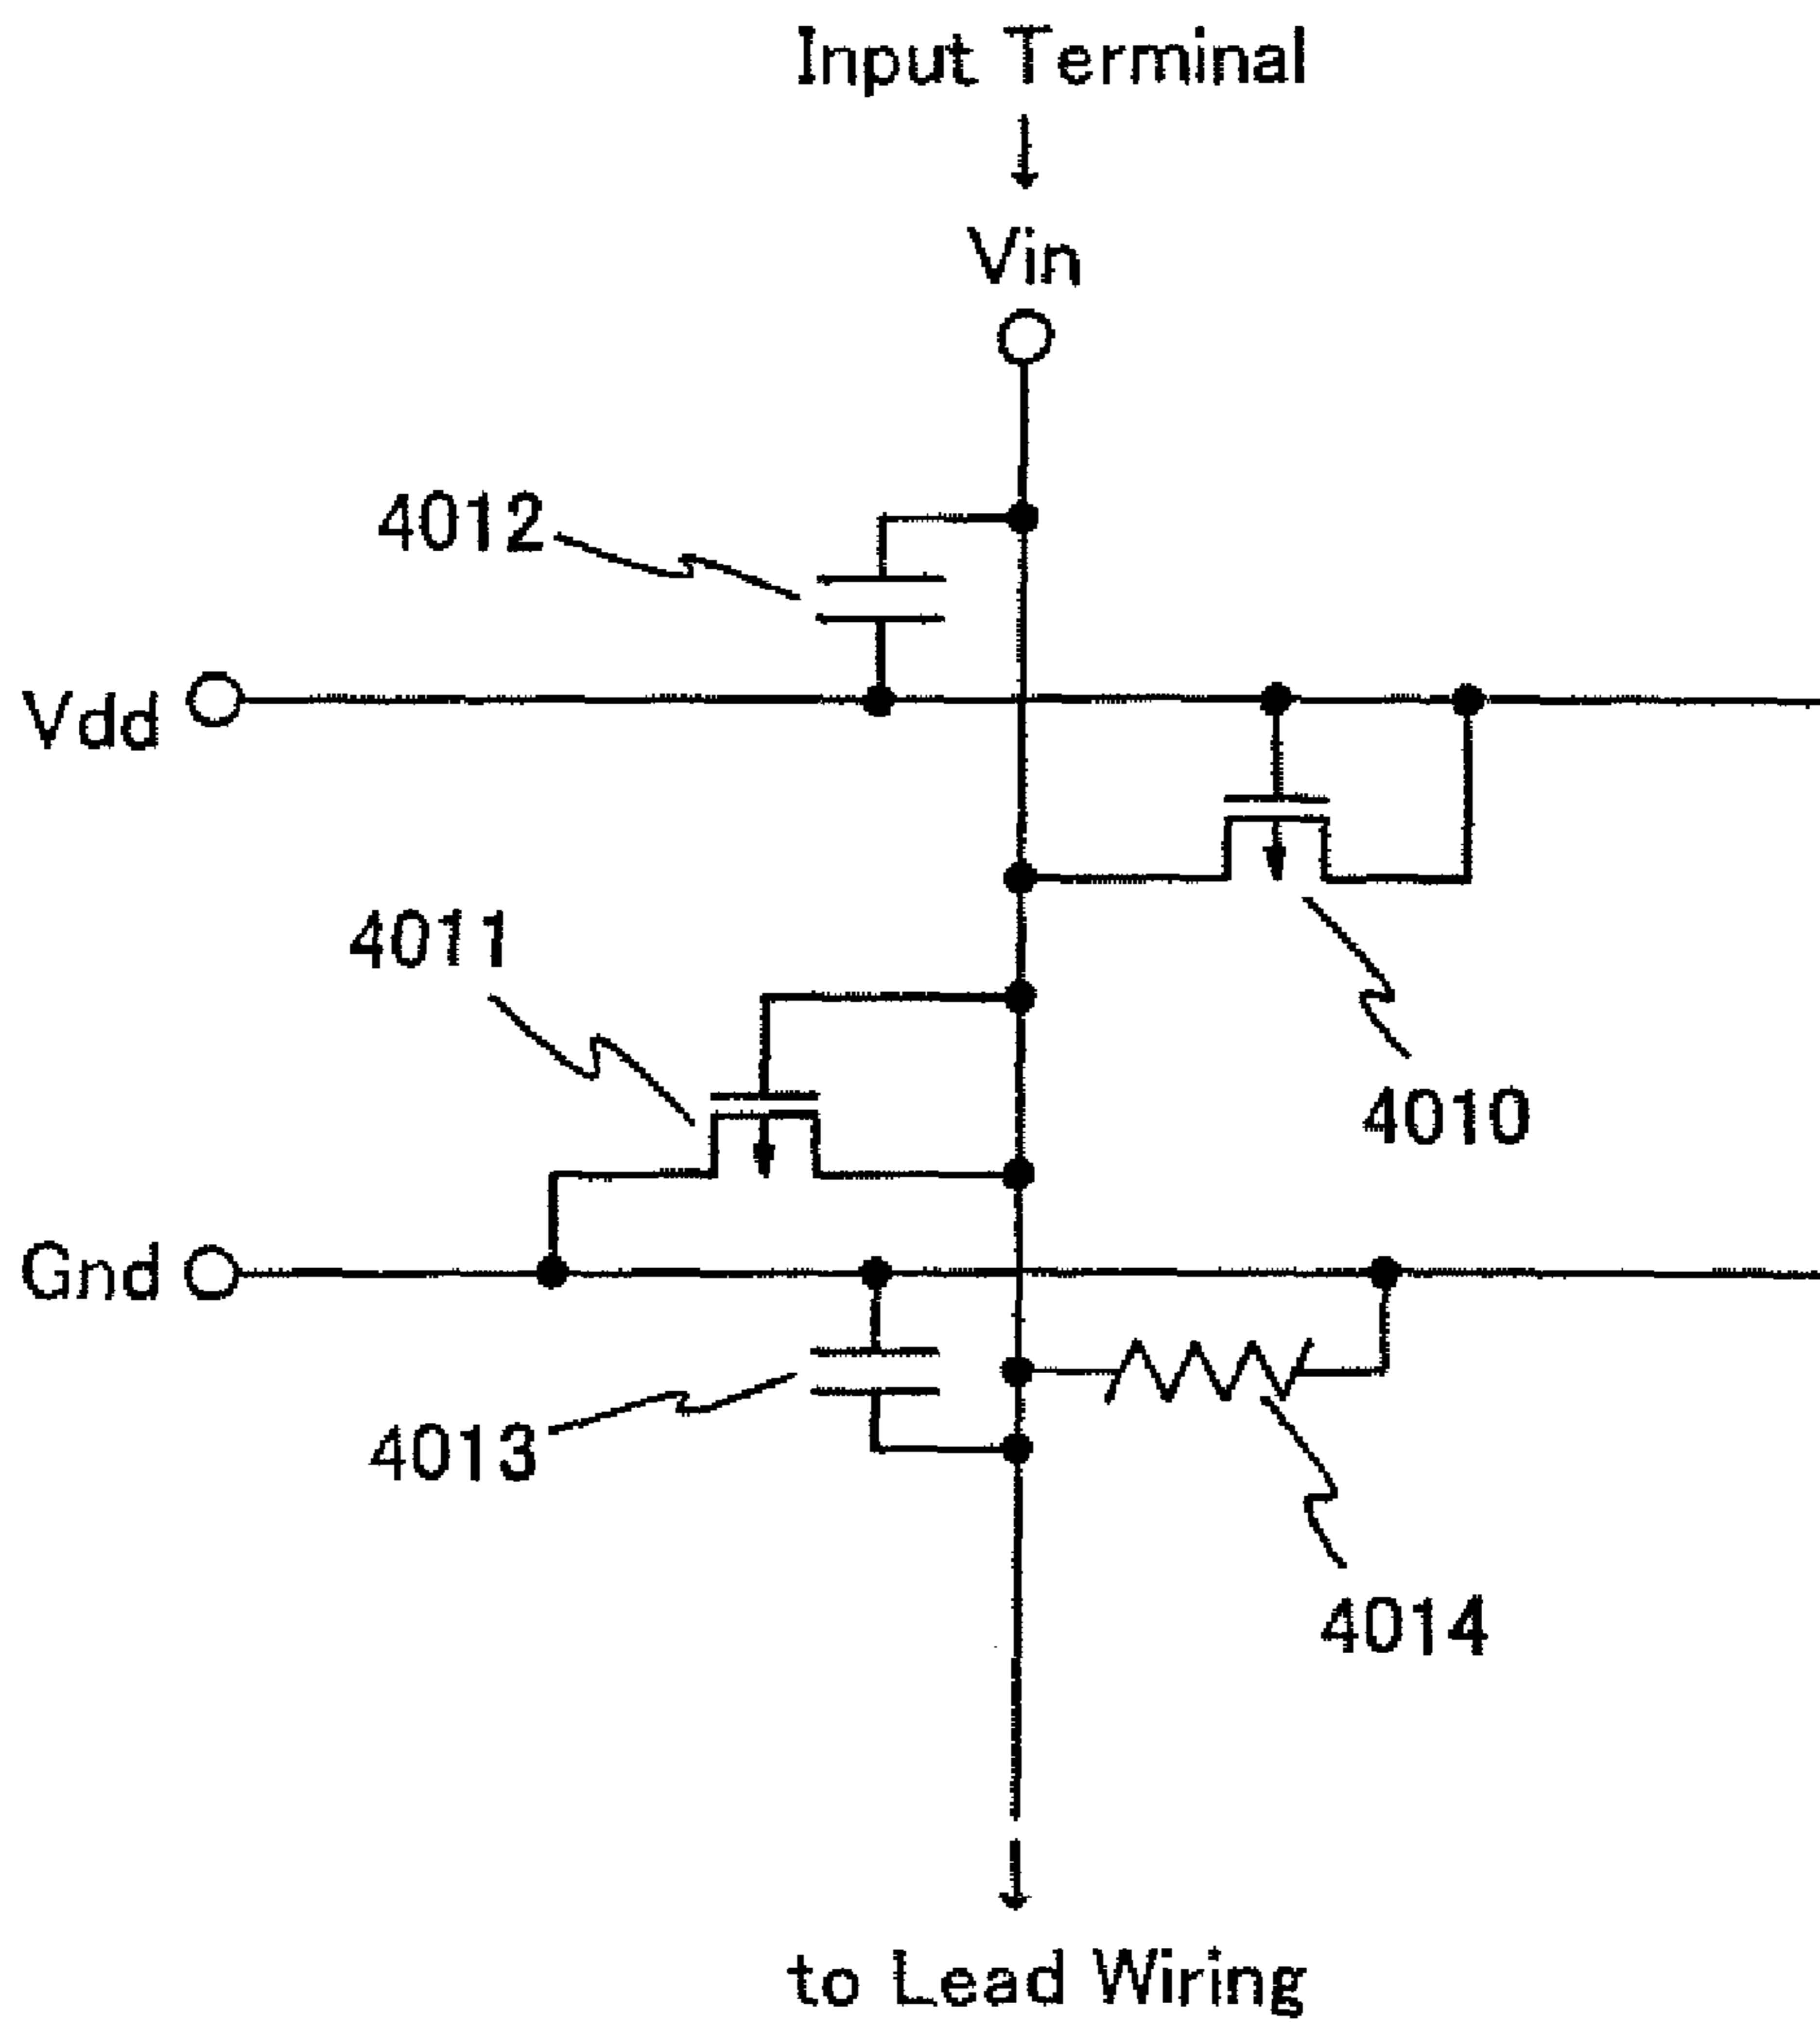 Input Terminal
Vin
4012
Vdd
4011
4010
Gnd
4013
4014
to Lead Wiring